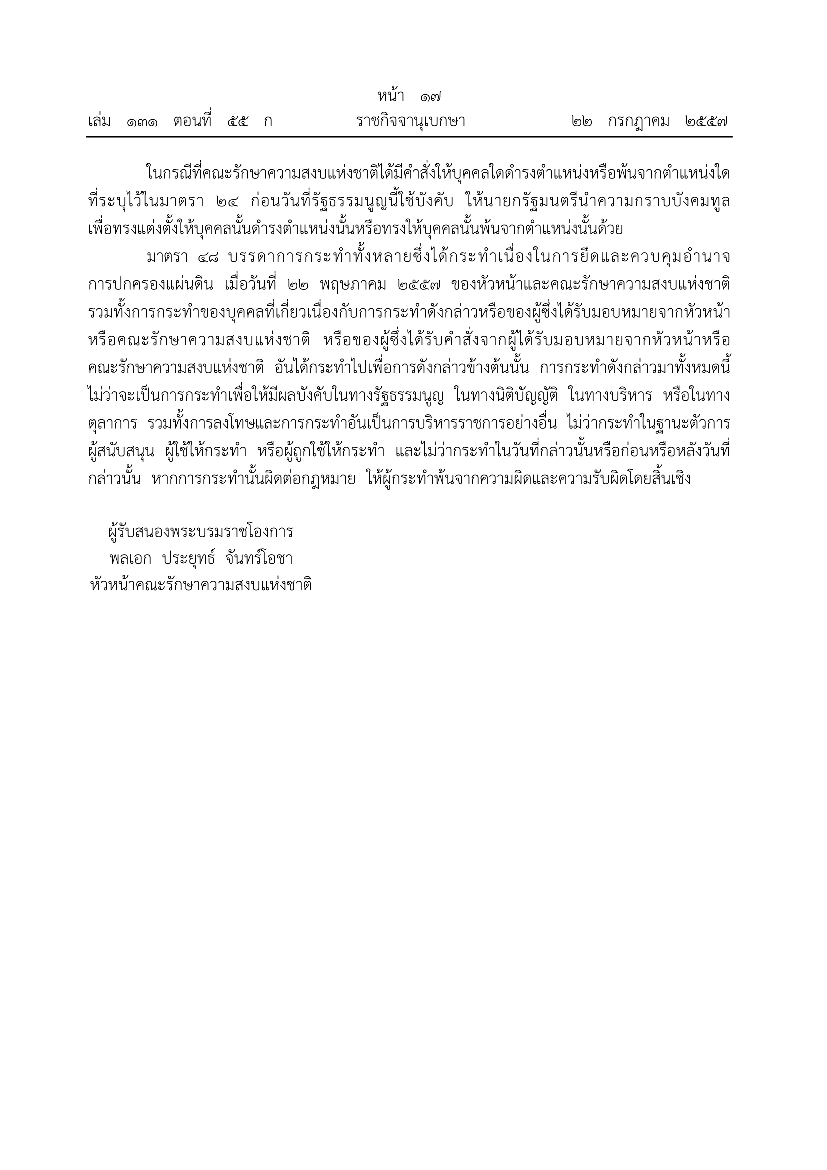 หน้า ๑๗
เล่ม ๑๓๑ ตอนที่ ๕๕ ก ราชกิจจานุเบกษา ๒๒ กรกฎาคม ๒๕๕๗
ในกรณีที่คณะรักษาความสงบแห่งชาติได้มีคำสั่งให้บุคคลใดดำรงตำแหน่งหรือพ้นจากตำแหน่งใด
ที่ระบุไว้ในมาตรา ๒๔ ก่อนวันที่รัฐธรรมนูญนี้ใช้บังคับ ให้นายกรัฐมนตรีนำความกราบบังคมทูล
เพื่อทรงแต่งตั้งให้บุคคลนั้นดำรงตำแหน่งนั้นหรือทรงให้บุคคลนั้นพ้นจากตำแหน่งนั้นด้วย
มาตรา ๔๘ บรรดาการกระทำทั้งหลายซึ่งได้กระทำเนื่องในการยึดและควบคุมอำนาจ
การปกครองแผ่นดิน เมื่อวันที่ ๒๒ พฤษภาคม ๒๕๕๗ ของหัวหน้าและคณะรักษาความสงบแห่งชาติ
รวมทั้งการกระทำของบุคคลที่เกี่ยวเนื่องกับการกระทำดังกล่าวหรือของผู้ซึ่งได้รับมอบหมายจากหัวหน้า
หรือคณะรักษาความสงบแห่งชาติ หรือของผู้ซึ่งได้รับคำสั่งจากผู้ได้รับมอบหมายจากหัวหน้าหรือ
คณะรักษาความสงบแห่งชาติ อันได้กระทำไปเพื่อการดังกล่าวข้างต้นนั้น การกระทำดังกล่าวมาทั้งหมดนี้
ไม่ว่าจะเป็นการกระทำเพื่อให้มีผลบังคับในทางรัฐธรรมนูญ ในทางนิติบัญญัติ ในทางบริหาร หรือในทาง
ตุลาการ รวมทั้งการลงโทษและการกระทำอันเป็นการบริหารราชการอย่างอื่น ไม่ว่ากระทำในฐานะตัวการ
ผู้สนับสนุน ผู้ใช้ให้กระทำ หรือผู้ถูกใช้ให้กระทำ และไม่ว่ากระทำในวันที่กล่าวนั้นหรือก่อนหรือหลังวันที่
กล่าวนั้น หากการกระทำนั้นผิดต่อกฎหมาย ให้ผู้กระทำพ้นจากความผิดและความรับผิดโดยสิ้นเชิง
ผู้รับสนองพระบรมราชโองการ
พลเอก ประยุทธ์ จันทร์โอชา
หัวหน้าคณะรักษาความสงบแห่งชาติ